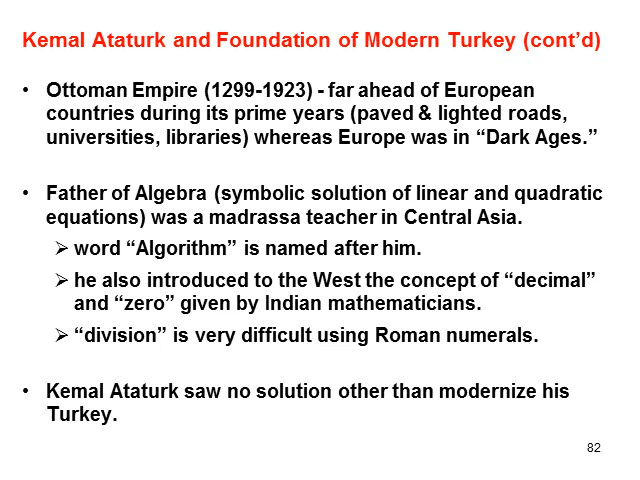 Kemal Ataturk and Foundation of Modern Turkey (cont’d)
• Ottoman Empire (1299-1923) - far ahead of European
countries during its prime years (paved & lighted roads,
universities, libraries) whereas Europe was in “Dark Ages.”
• Father of Algebra (symbolic solution of linear and quadratic
equations) was a madrassa teacher in Central Asia.
➢ word “Algorithm” is named after him.
➢ he also introduced to the West the concept of “decimal”
and “zero” given by Indian mathematicians.
➢ “division” is very difficult using Roman numerals.
• Kemal Ataturk saw no solution other than modernize his
Turkey.
82